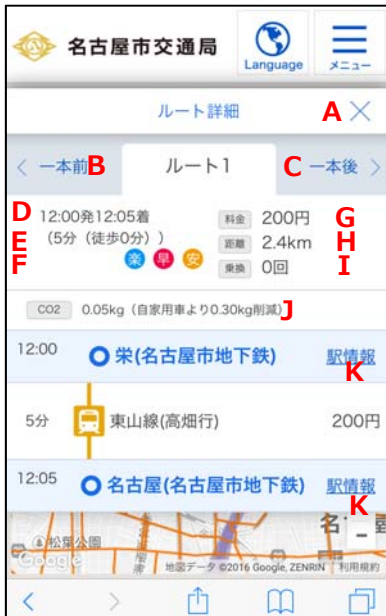 名古屋市交通局
Language
メニュー
ルート詳細
A
一本前
B
ルート1
C
一本後
D
12:00発12:05着
E
(5分(徒歩0分))
F
楽 早 安
料金 200円
G
距離 2.4km
H
乗換 0回
I
CO2 0.05kg(自家用車より0.30kg削減)
J
12:00 栄(名古屋市地下鉄) 駅情報
K
5分 東山線(高畑行) 200円
12:05 名古屋(名古屋市地下鉄) 駅情報
K
松葉公園
Google
地図データ ©2016 Google, ZENRIN 利用規約